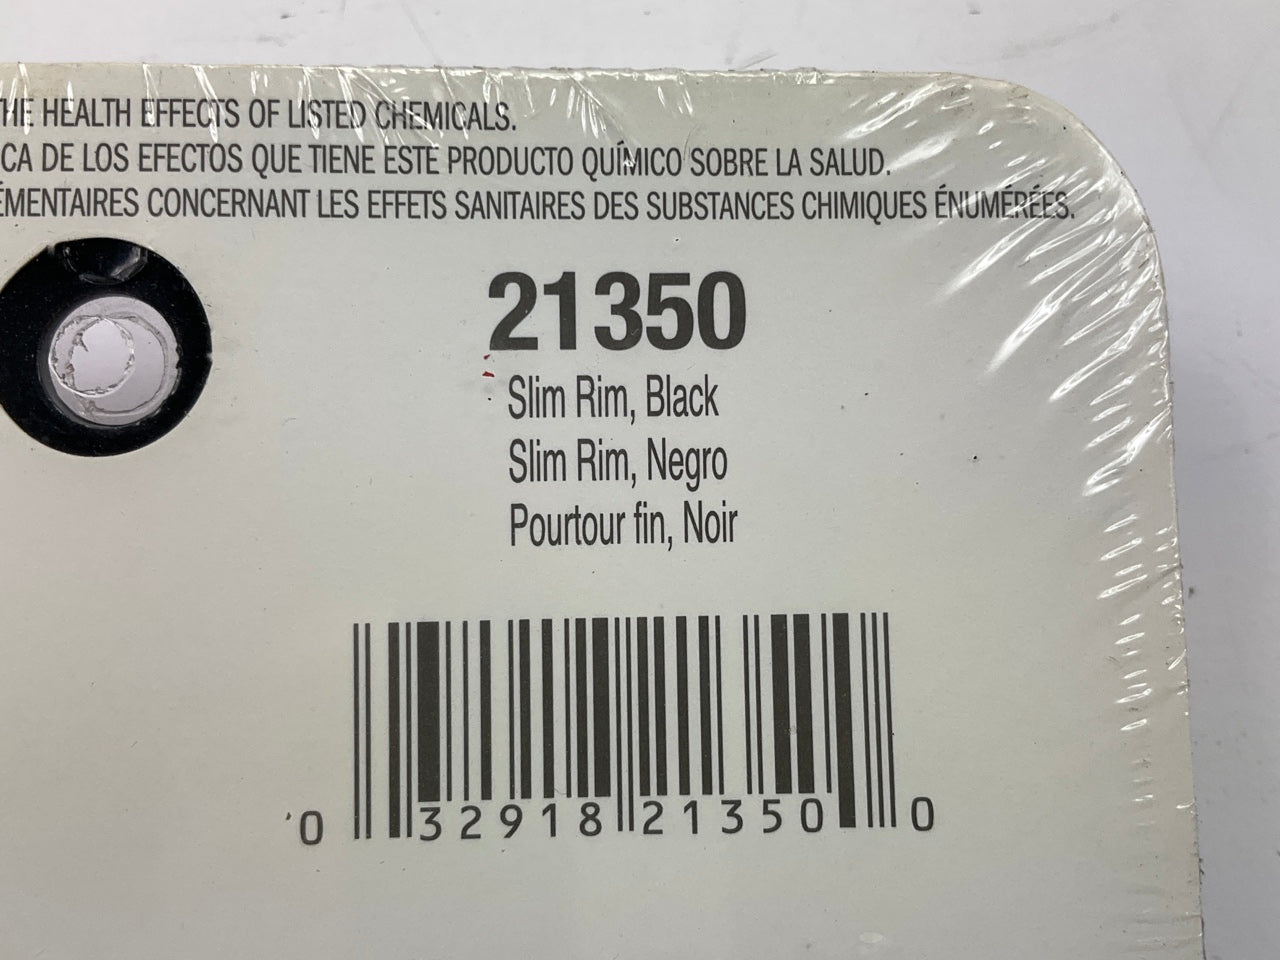 THE HEALTH EFFECTS OF LISTED CHEMICALS.
CA DE LOS EFECTOS QUE TIENE ESTE PRODUCTO QUÍMICO SOBRE LA SALUD.
ÉMENTAIRES CONCERNANT LES EFFETS SANITAIRES DES SUBSTANCES CHIMIQUES ÉNUMÉRÉES.
21350
Slim Rim, Black
Slim Rim, Negro
Pourtour fin, Noir
0 32918 21350 0